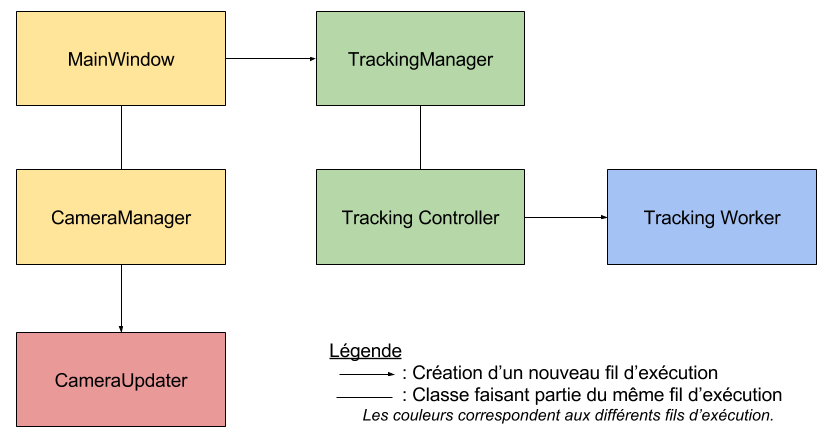 MainWindow
TrackingManager
CameraManager
Tracking Controller
Tracking Worker
CameraUpdater
Légende
: Création d'un nouveau fil d'exécution
: Classe faisant partie du même fil d'exécution
Les couleurs correspondent aux différents fils d'exécution.